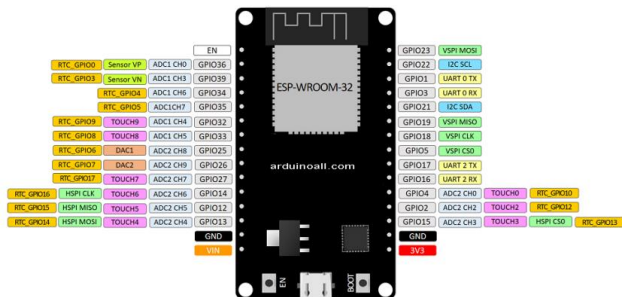 EN
RTC_GPIO0 Sensor VP ADC1 CH0 GPIO36
RTC_GPIO3 Sensor VN ADC1 CH3 GPIO39
RTC_GPIO4 ADC1 CH6 GPIO34
RTC_GPIO5 ADC1CH7 GPIO35
RTC_GPIO9 TOUCH9 ADC1 CH4 GPIO32
RTC_GPIO8 TOUCH8 ADC1 CH5 GPIO33
RTC_GPIO6 DAC1 ADC2 CH8 GPIO25
RTC_GPIO7 DAC2 ADC2 CH9 GPIO26
RTC_GPIO17 TOUCH7 ADC2 CH7 GPIO27
RTC_GPIO16 HSPI CLK TOUCH6 ADC2 CH6 GPIO14
RTC_GPIO15 HSPI MISO TOUCH5 ADC2 CH5 GPIO12
RTC_GPIO14 HSPI MOSI TOUCH4 ADC2 CH4 GPIO13
GND
VIN
ESP-WROOM-32
arduinoall.com
EN
BOOT
GPIO23 VSPI MOSI
GPIO22 I2C SCL
GPIO1 UART 0 TX
GPIO3 UART 0 RX
GPIO21 I2C SDA
GPIO19 VSPI MISO
GPIO18 VSPI CLK
GPIO5 VSPI CS0
GPIO17 UART 2 TX
GPIO16 UART 2 RX
GPIO4 ADC2 CH0 TOUCH0 RTC_GPIO10
GPIO2 ADC2 CH2 TOUCH2 RTC_GPIO12
GPIO15 ADC2 CH3 TOUCH3 HSPI CS0 RTC_GPIO13
GND
3V3